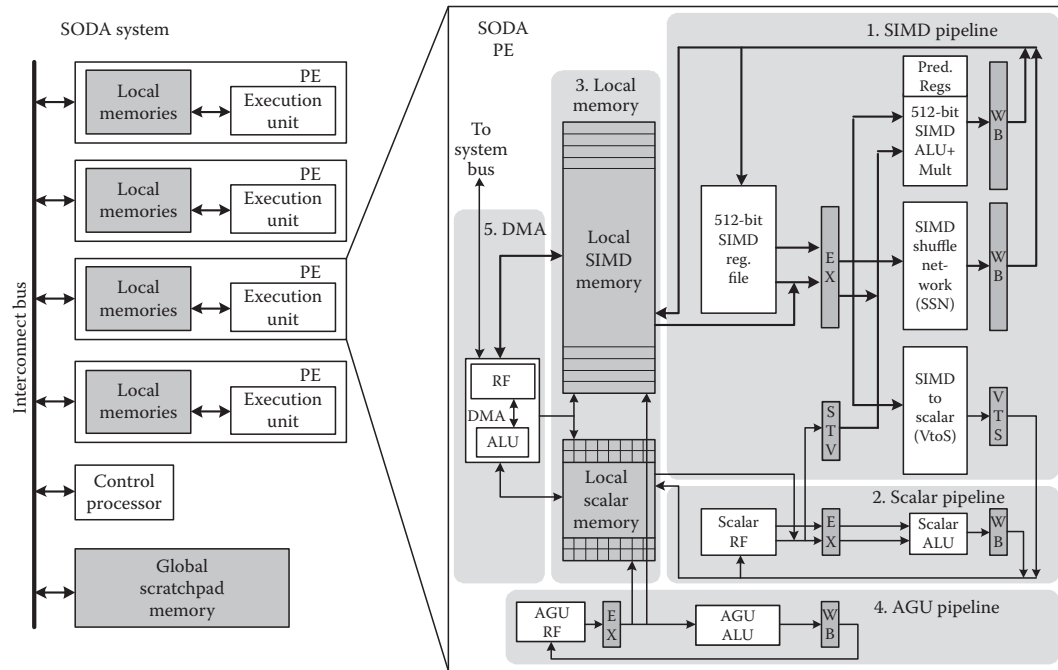 SODA system
PE
Local
memories
Execution
unit
PE
Local
memories
Execution
unit
PE
Local
memories
Execution
unit
PE
Local
memories
Execution
unit
Interconnect bus
Control
processor
Global
scratchpad
memory
SODA
PE
To
system
bus
5. DMA
RF
DMA
ALU
3. Local
memory
Local
SIMD
memory
Local
scalar
memory
1. SIMD pipeline
512-bit
SIMD
reg.
file
E
X
Pred.
Regs
512-bit
SIMD
ALU+
Mult
W
B
SIMD
shuffle
net-
work
(SSN)
W
B
S
T
V
SIMD
to
scalar
(VtoS)
V
T
S
2. Scalar pipeline
Scalar
RF
E
X
Scalar
ALU
W
B
4. AGU pipeline
AGU
RF
E
X
AGU
ALU
W
B